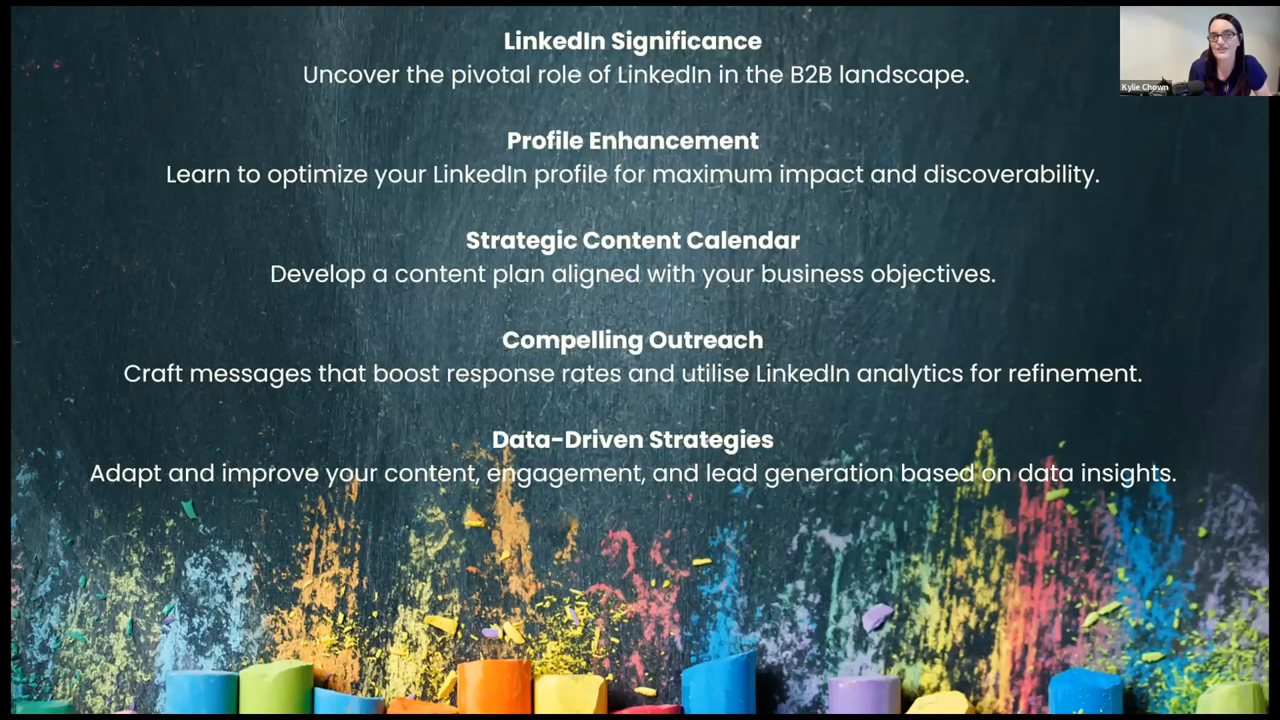 LinkedIn Significance
Uncover the pivotal role of LinkedIn in the B2B landscape.
Kylie Chown
Profile Enhancement
Learn to optimize your LinkedIn profile for maximum impact and discoverability.
Strategic Content Calendar
Develop a content plan aligned with your business objectives.
Compelling Outreach
Craft messages that boost response rates and utilise LinkedIn analytics for refinement.
Data-Driven Strategies
Adapt and improve your content, engagement, and lead generation based on data insights.